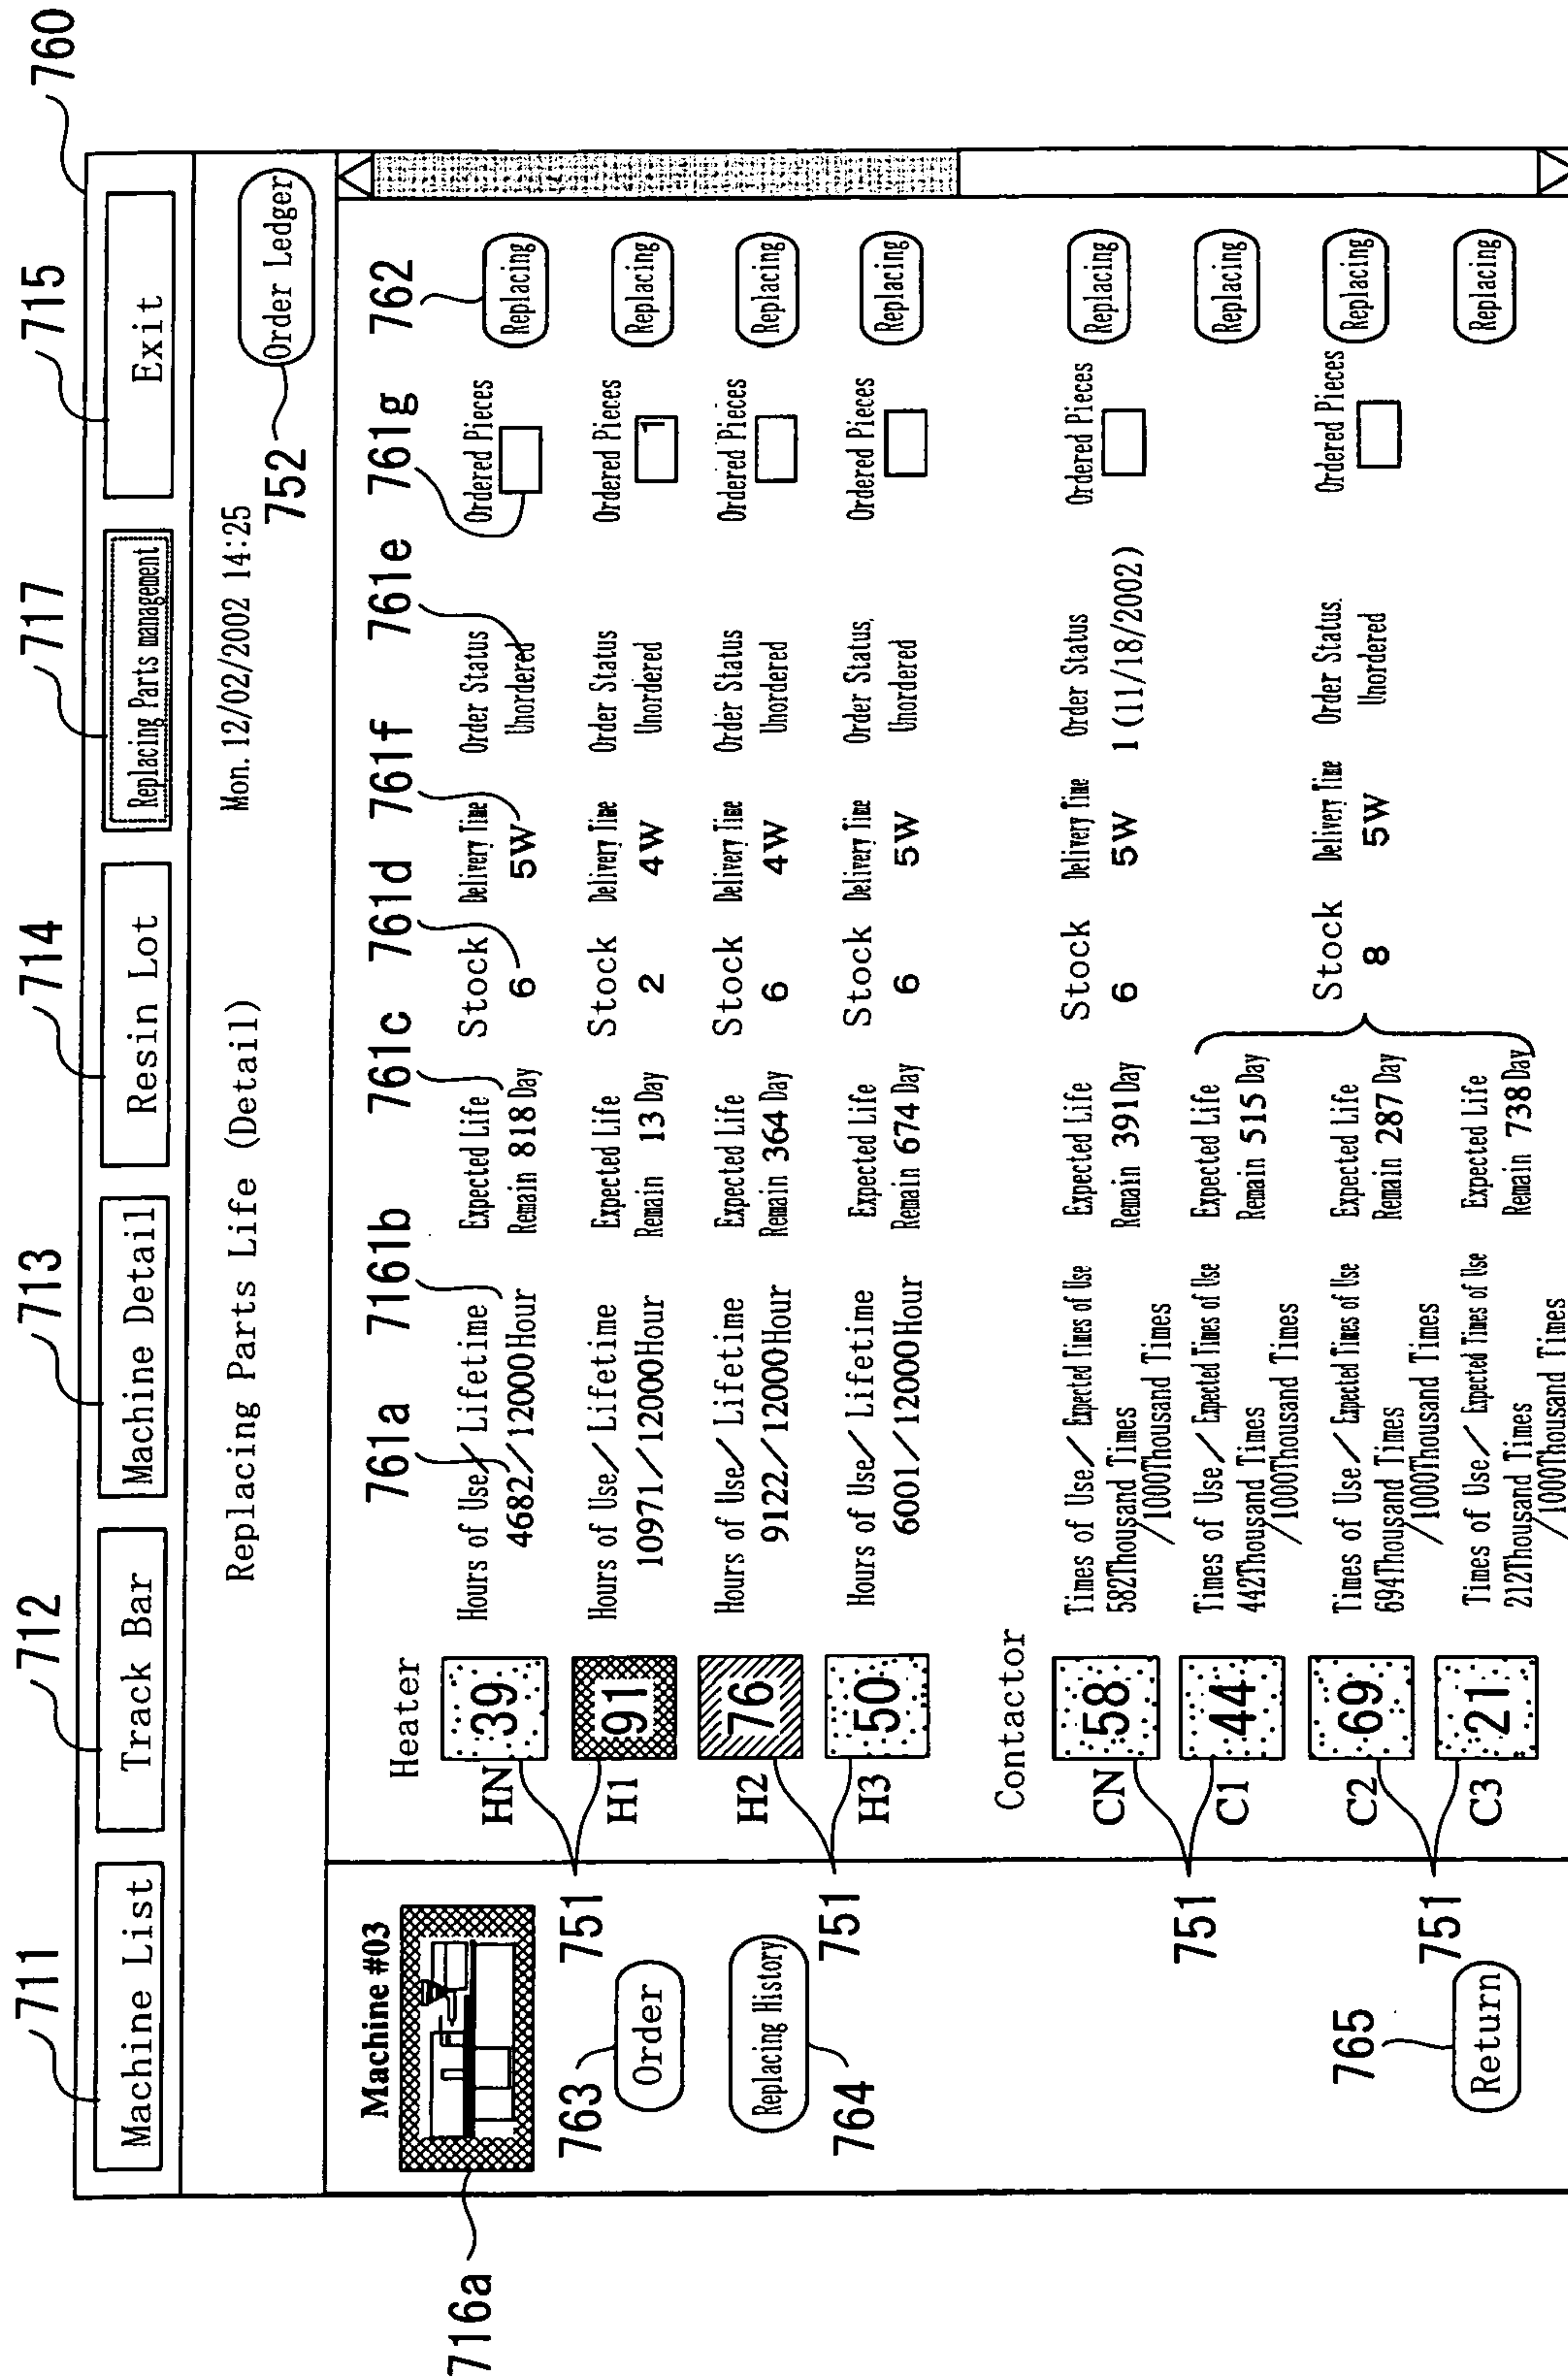 760
711
712
713
714
717
715
Machine List
Track Bar
Machine Detail
Resin Lot
Replacing Parts management
Exit
Replacing Parts Life (Detail)
Mon. 12/02/2002 14:25
752
Order Ledger
716a
Machine #03
763
Order
Replacing History
764
765
Return
751
751
751
751
761a
7161b
761c
761d
761f
761e
761g
762
Heater
HN
39
Hours of Use/Lifetime
4682/12000Hour
Expected Life
Remain 818 Day
Stock
6
Delivery Time
5W
Order Status
Unordered
Ordered Pieces
Replacing
H1
91
Hours of Use/Lifetime
10971/12000Hour
Expected Life
Remain 13 Day
Stock
2
Delivery Time
4W
Order Status
Unordered
Ordered Pieces
1
Replacing
H2
76
Hours of Use/Lifetime
9122/12000Hour
Expected Life
Remain 364 Day
Stock
6
Delivery Time
4W
Order Status
Unordered
Ordered Pieces
Replacing
H3
50
Hours of Use/Lifetime
6001/12000Hour
Expected Life
Remain 674 Day
Stock
6
Delivery Time
5W
Order Status
Unordered
Ordered Pieces
Replacing
Contactor
CN
58
Times of Use/Expected Times of Use
582Thousand Times
/1000Thousand Times
Expected Life
Remain 391Day
Stock
6
Delivery Time
5W
Order Status
1 (11/18/2002)
Ordered Pieces
Replacing
C1
44
Times of Use/Expected Times of Use
442Thousand Times
/1000Thousand Times
Expected Life
Remain 515 Day
Replacing
C2
69
Times of Use/Expected Times of Use
694Thousand Times
/1000Thousand Times
Expected Life
Remain 287 Day
Stock
8
Delivery Time
5W
Order Status.
Unordered
Ordered Pieces
Replacing
C3
21
Times of Use/Expected Times of Use
212Thousand Times
/1000Thousand Times
Expected Life
Remain 738 Day
Replacing